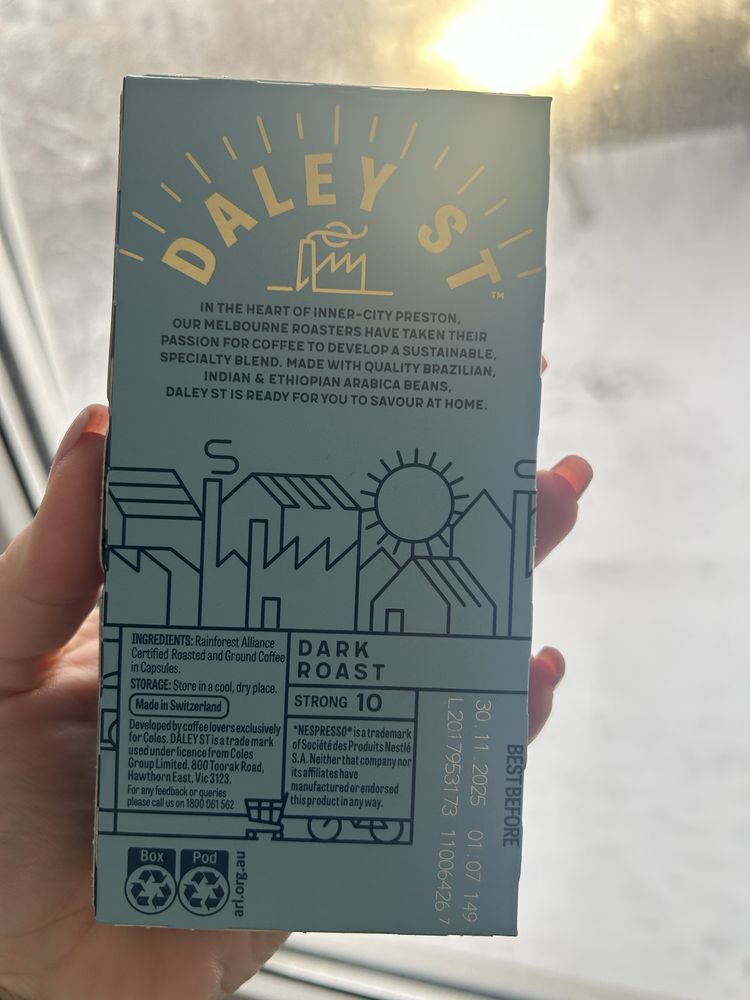 DALEY ST™
IN THE HEART OF INNER-CITY PRESTON,
OUR MELBOURNE ROASTERS HAVE TAKEN THEIR
PASSION FOR COFFEE TO DEVELOP A SUSTAINABLE,
SPECIALTY BLEND. MADE WITH QUALITY BRAZILIAN,
INDIAN & ETHIOPIAN ARABICA BEANS,
DALEY ST IS READY FOR YOU TO SAVOUR AT HOME.
INGREDIENTS: Rainforest Alliance
Certified Roasted and Ground Coffee
in Capsules.
STORAGE: Store in a cool, dry place.
Made in Switzerland
Developed by coffee lovers exclusively
for Coles. DALEY ST is a trade mark
used under licence from Coles
Group Limited. 800 Toorak Road,
Hawthorn East, Vic 3123.
For any feedback or queries
please call us on 1800 061 562
DARK
ROAST
STRONG 10
*NESPRESSO® is a trademark
of Société des Produits Nestlé
S.A. Neither that company nor
its affiliates have
manufactured or endorsed
this product in any way.
BEST BEFORE
30.11 2025 01:07 149
L2017953173 11006426 7
Box
Pod
arl.org.au